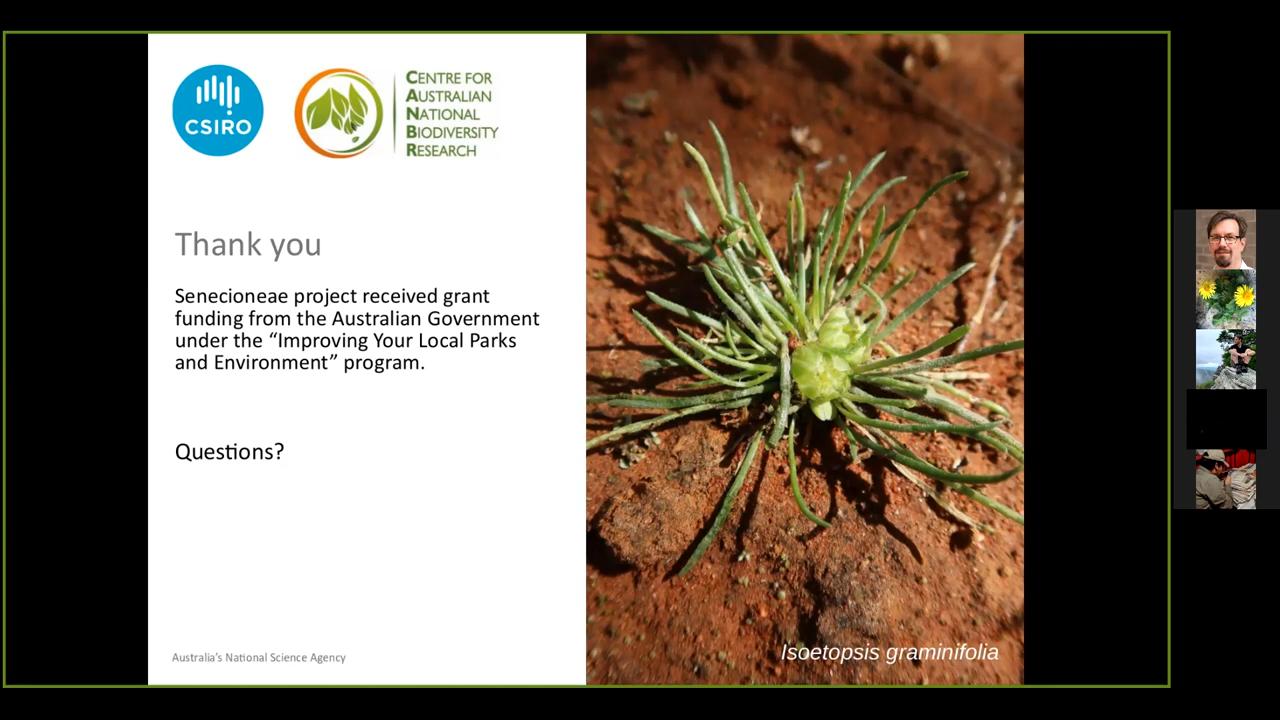 CSIRO
CENTRE FOR
AUSTRALIAN
NATIONAL
BIODIVERSITY
RESEARCH
Thank you
Senecioneae project received grant
funding from the Australian Government
under the “Improving Your Local Parks
and Environment” program.
Questions?
Australia’s National Science Agency
Isoetopsis graminifolia